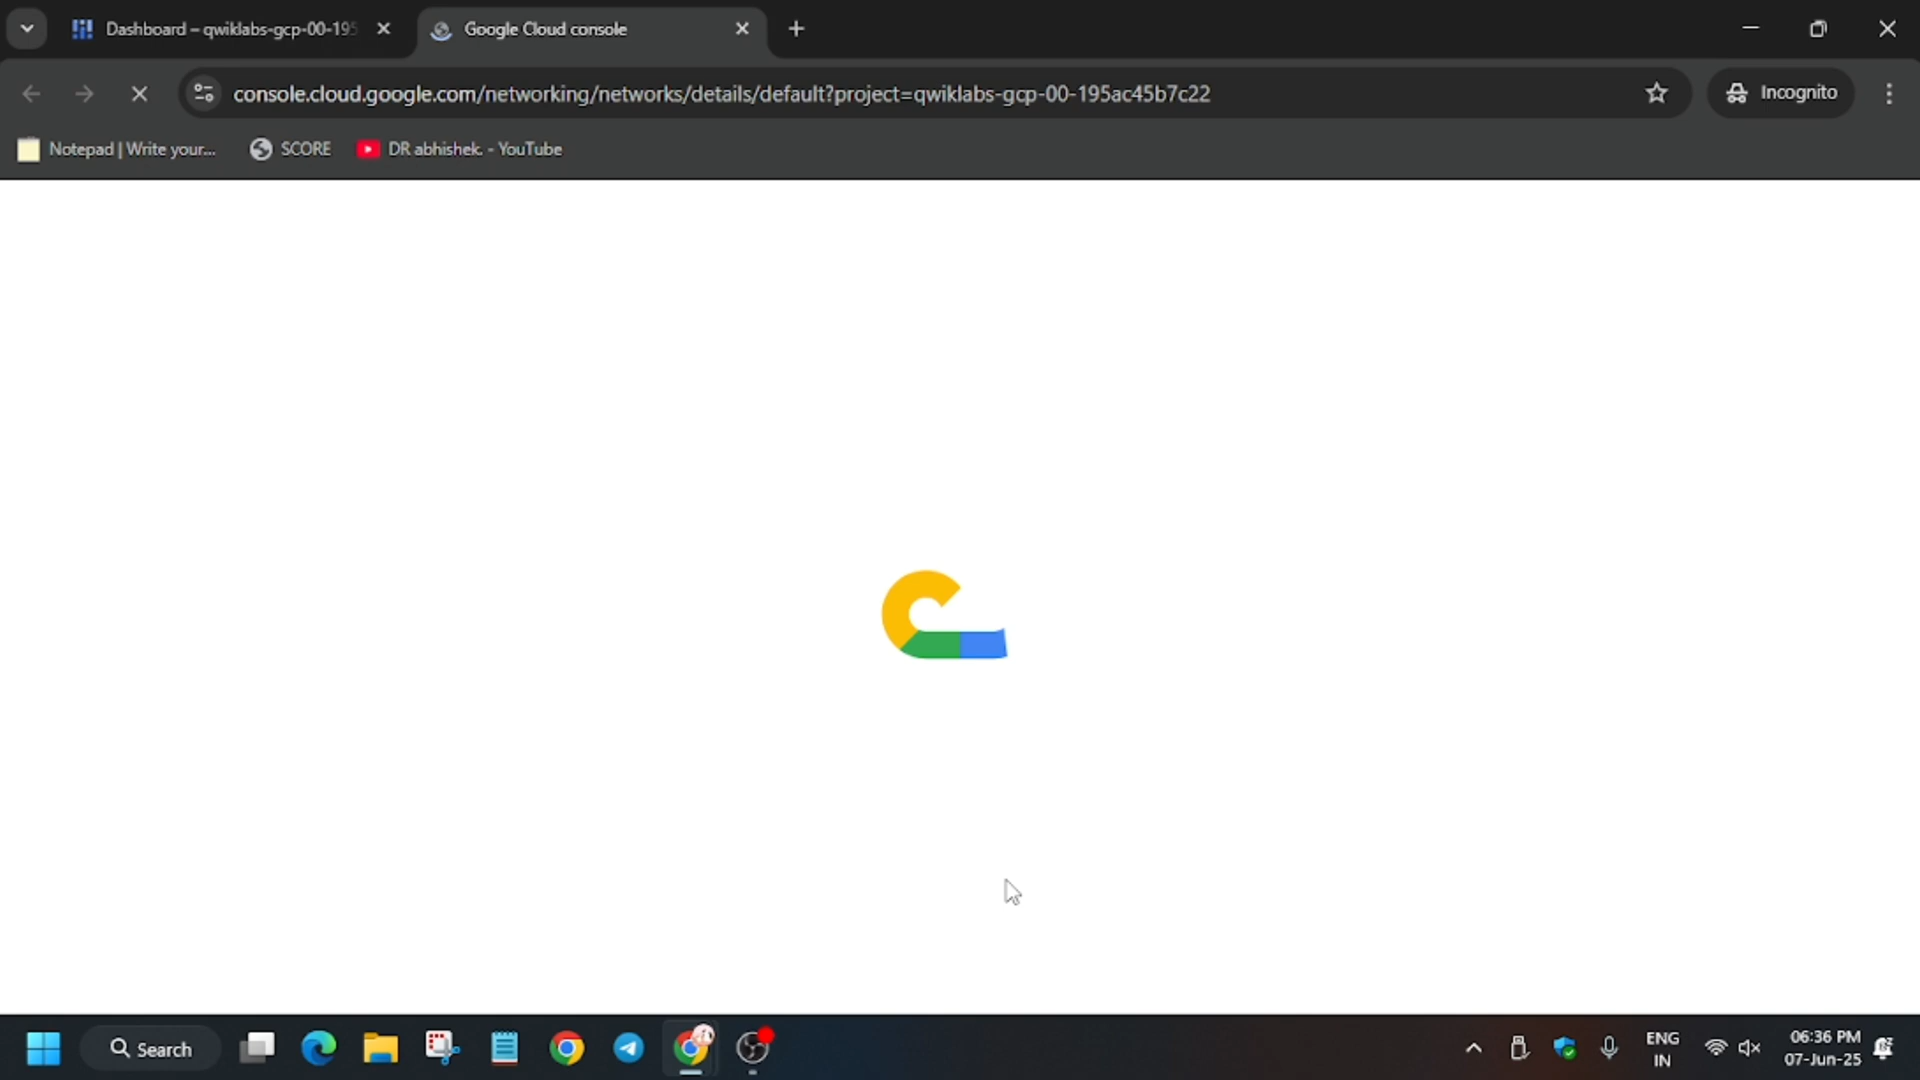 Dashboard – qwiklabs-gcp-00-195
Google Cloud console
console.cloud.google.com/networking/networks/details/default?project=qwiklabs-gcp-00-195ac45b7c22
Incognito
Notepad | Write your...
SCORE
DR abhishek. - YouTube
Search
ENG
IN
06:36 PM
07-Jun-25